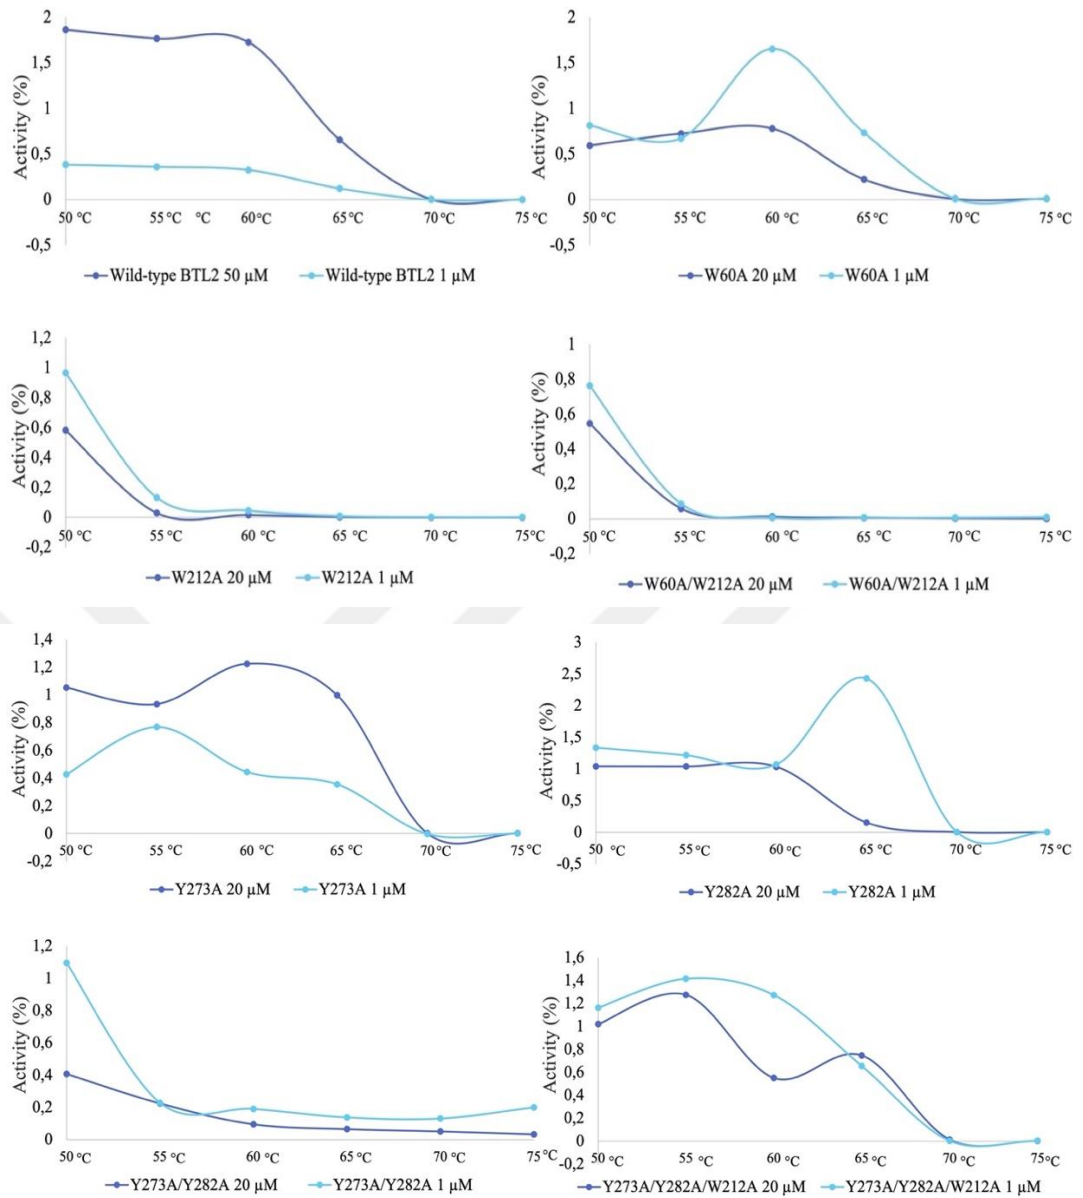 2
1,5
1
0,5
0
-0,5
Activity (%)
50 °C 55 °C °C 60 °C 65 °C 70 °C 75 °C
Wild-type BTL2 50 µM Wild-type BTL2 1 µM
2
1,5
1
0,5
0
-0,5
Activity (%)
50 °C 55 °C 60 °C 65 °C 70 °C 75 °C
W60A 20 µM W60A 1 µM
1,2
1
0,8
0,6
0,4
0,2
0
-0,2
Activity (%)
50 °C 55 °C 60 °C 65 °C 70 °C 75 °C
W212A 20 µM W212A 1 µM
1
0,8
0,6
0,4
0,2
0
-0,2
Activity (%)
50 °C 55 °C 60 °C 65 °C 70 °C 75 °C
W60A/W212A 20 µM W60A/W212A 1 µM
1,4
1,2
1
0,8
0,6
0,4
0,2
0
-0,2
Activity (%)
50 °C 55 °C 60 °C 65 °C 70 °C 75 °C
Y273A 20 µM Y273A 1 µM
3
2,5
2
1,5
1
0,5
0
-0,5
Activity (%)
50 °C 55 °C 60 °C 65 °C 70 °C 75 °C
Y282A 20 µM Y282A 1 µM
1,2
1
0,8
0,6
0,4
0,2
0
Activity (%)
50 °C 55 °C 60 °C 65 °C 70 °C 75 °C
Y273A/Y282A 20 µM Y273A/Y282A 1 µM
1,6
1,4
1,2
1
0,8
0,6
0,4
0,2
0
-0,2
Activity (%)
50 °C 55 °C 60 °C 65 °C 70 °C 75 °C
Y273A/Y282A/W212A 20 µM Y273A/Y282A/W212A 1 µM